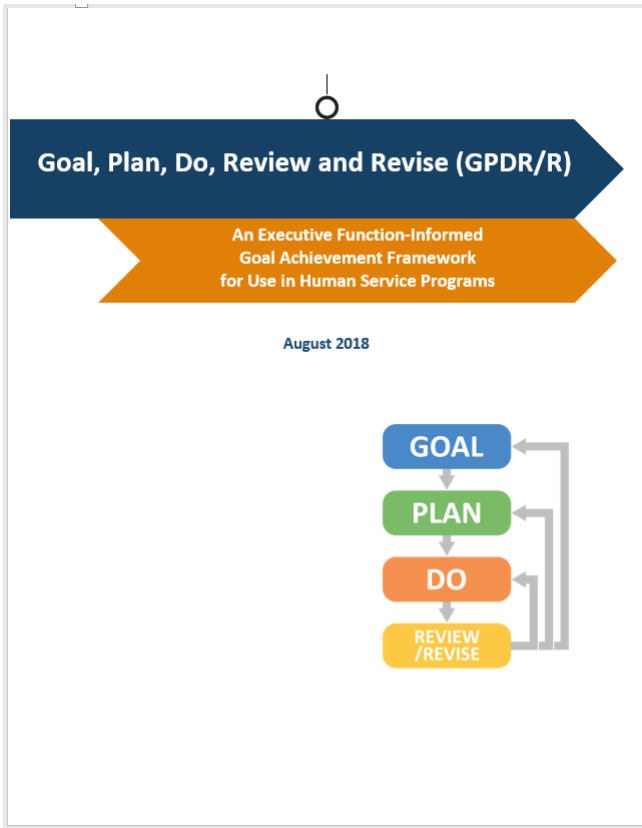 Goal, Plan, Do, Review and Revise (GPDR/R)
An Executive Function-Informed
Goal Achievement Framework
for Use in Human Service Programs
August 2018
GOAL
PLAN
DO
REVIEW
/REVISE